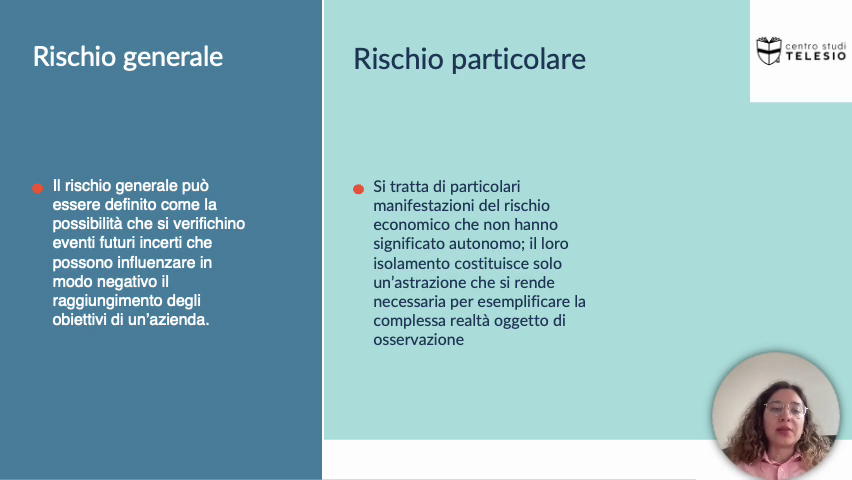 Rischio generale
Il rischio generale può
essere definito come la
possibilità che si verifichino
eventi futuri incerti che
possono influenzare in
modo negativo il
raggiungimento degli
obiettivi di un'azienda.
Rischio particolare
Si tratta di particolari
manifestazioni del rischio
economico che non hanno
significato autonomo; il loro
isolamento costituisce solo
un'astrazione che si rende
necessaria per esemplificare la
complessa realtà oggetto di
osservazione
centro studi
TELESIO